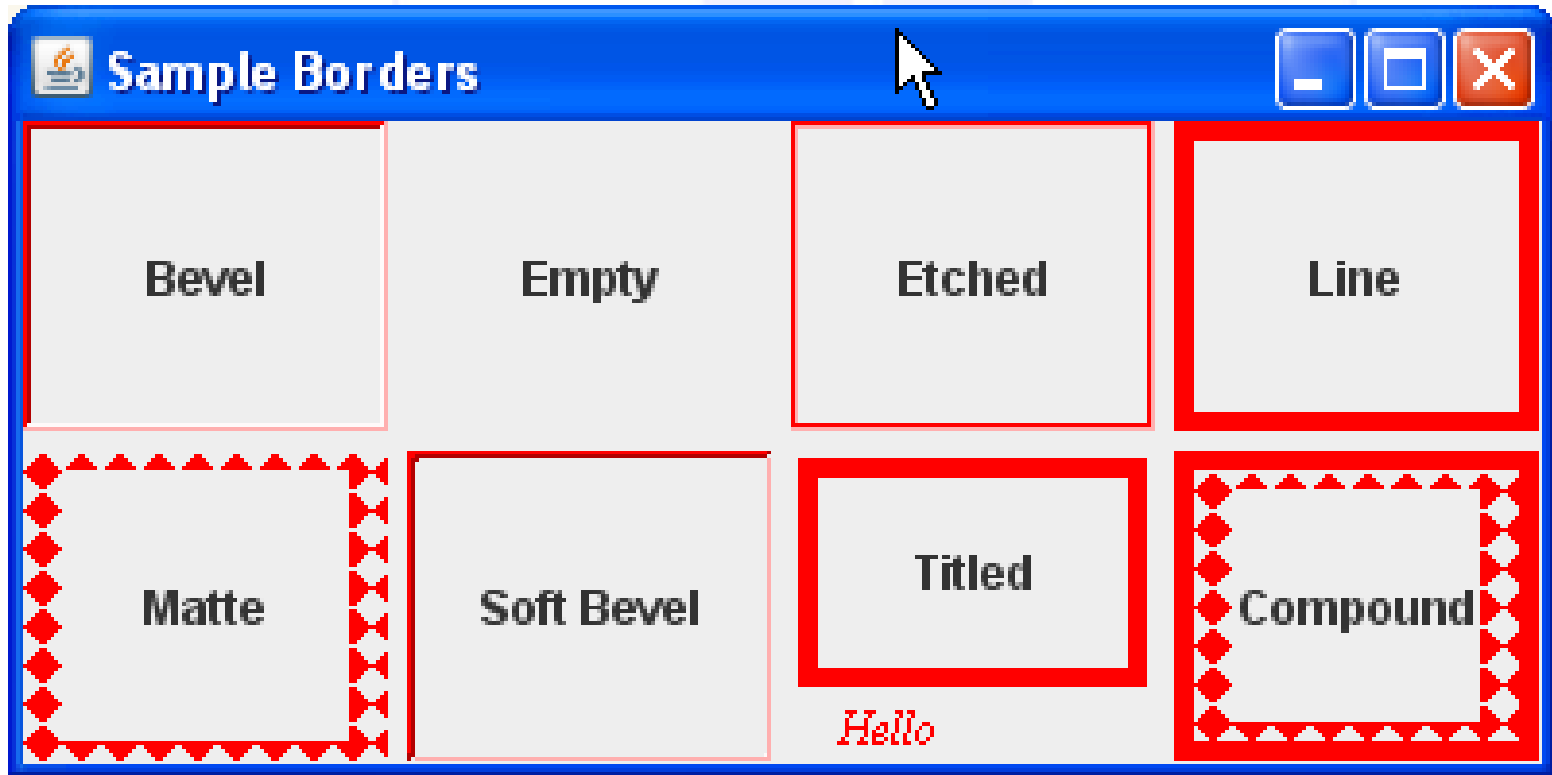 Sample Borders
Bevel
Empty
Etched
Line
Matte
Soft Bevel
Titled
Compound
Hello